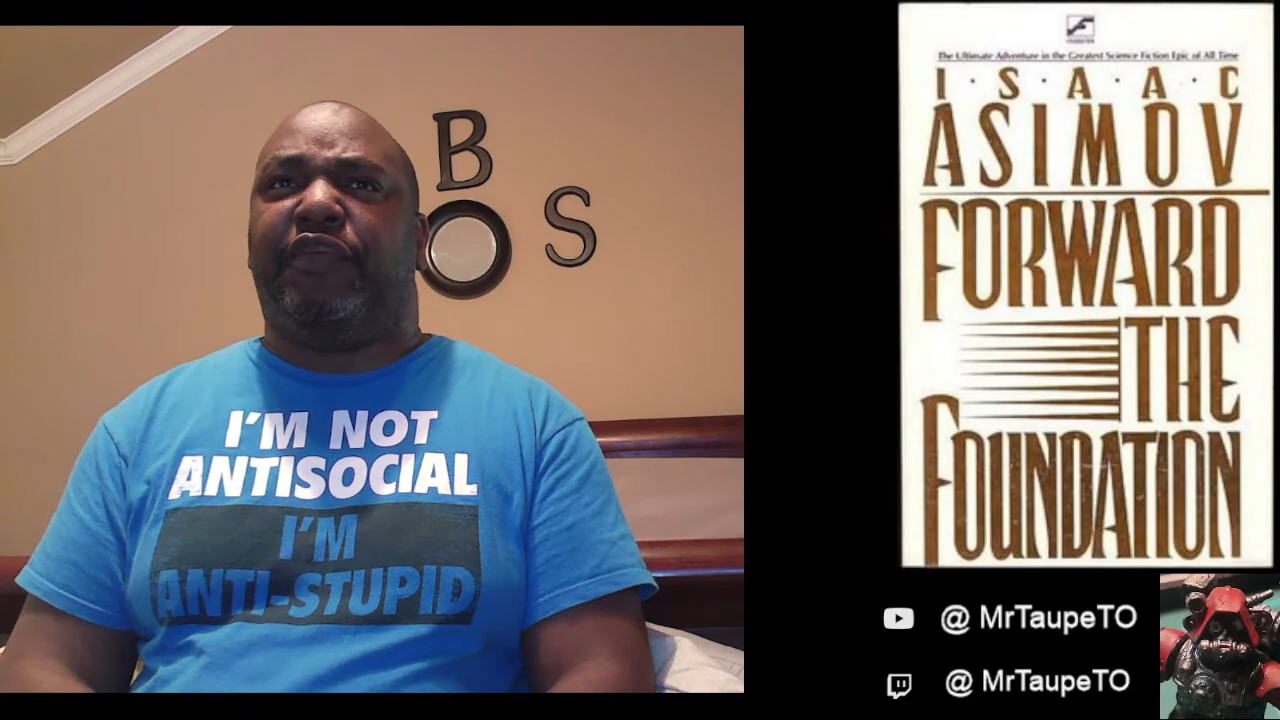 B
S
I'M NOT
ANTISOCIAL
I'M
ANTI-STUPID
The Ultimate Adventure in the Greatest Science Fiction Epic of All Time
I·S·A·A·C
ASIMOV
FORWARD
THE
FOUNDATION
@ MrTaupeTO
@ MrTaupeTO